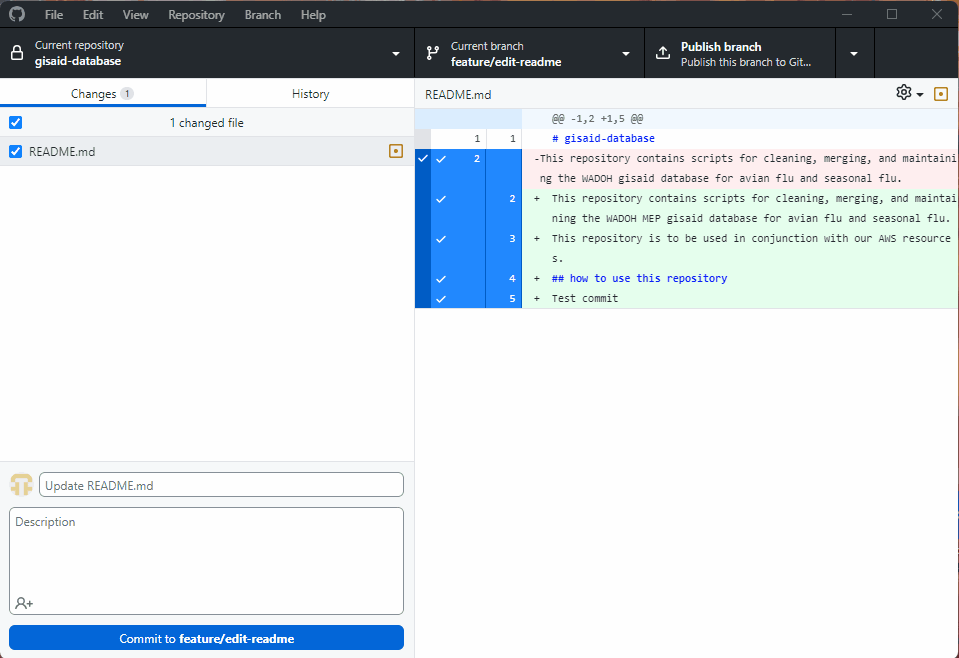 File Edit View Repository Branch Help
Current repository
gisaid-database
Current branch
feature/edit-readme
Publish branch
Publish this branch to Git...
Changes 1
History
1 changed file
README.md
Update README.md
Description
Commit to feature/edit-readme
README.md
@@ -1,2 +1,5 @@
1 1 # gisaid-database
2 -This repository contains scripts for cleaning, merging, and maintaini
ng the WADOH gisaid database for avian flu and seasonal flu.
2 + This repository contains scripts for cleaning, merging, and maintai
ning the WADOH MEP gisaid database for avian flu and seasonal flu.
3 + This repository is to be used in conjunction with our AWS resource
s.
4 + ## how to use this repository
5 + Test commit